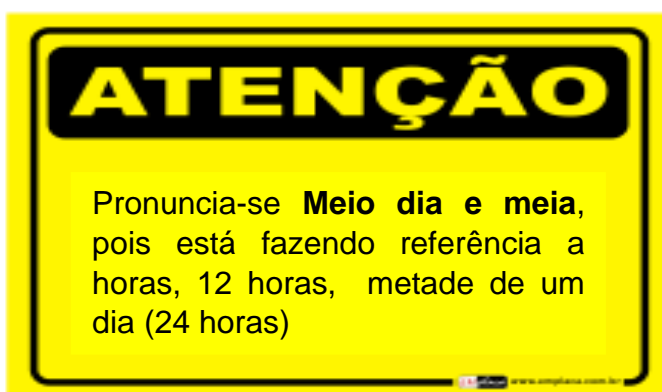 ATENÇÃO
Pronuncia-se Meio dia e meia,
pois está fazendo referência a
horas, 12 horas, metade de um
dia (24 horas)